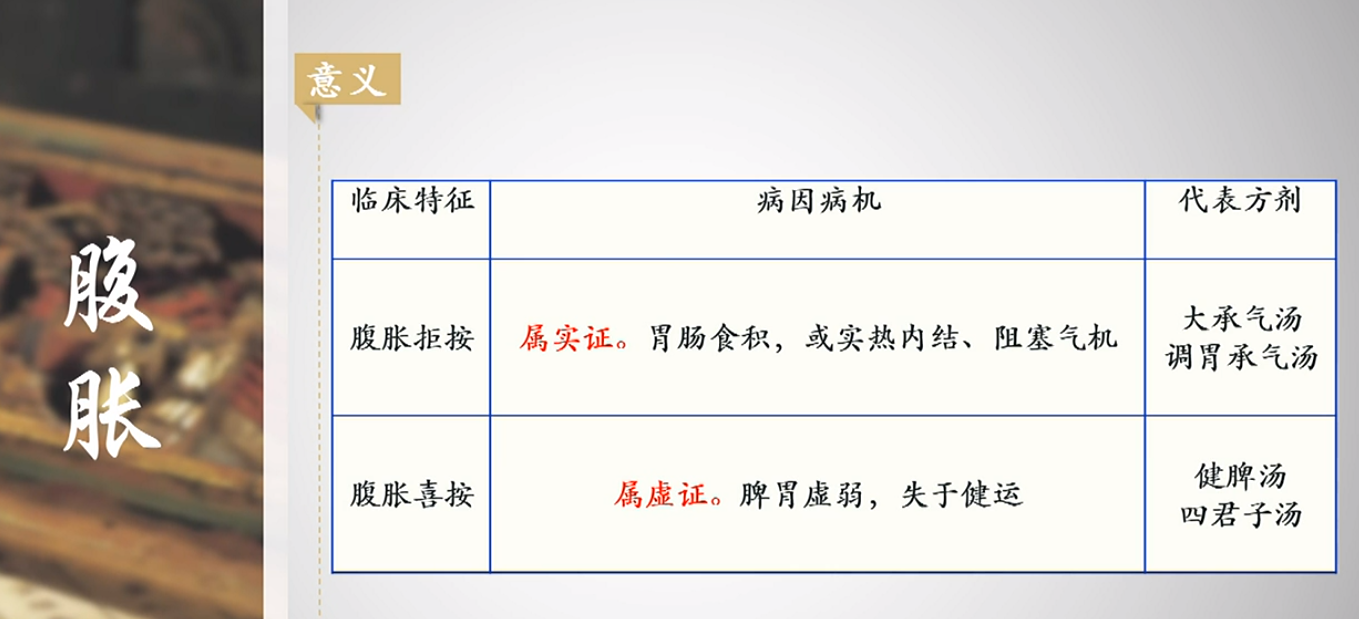 腹胀
意义
临床特征 病因病机 代表方剂
腹胀拒按 属实证。胃肠食积，或实热内结、阻塞气机 大承气汤
调胃承气汤
腹胀喜按 属虚证。脾胃虚弱，失于健运 健脾汤
四君子汤